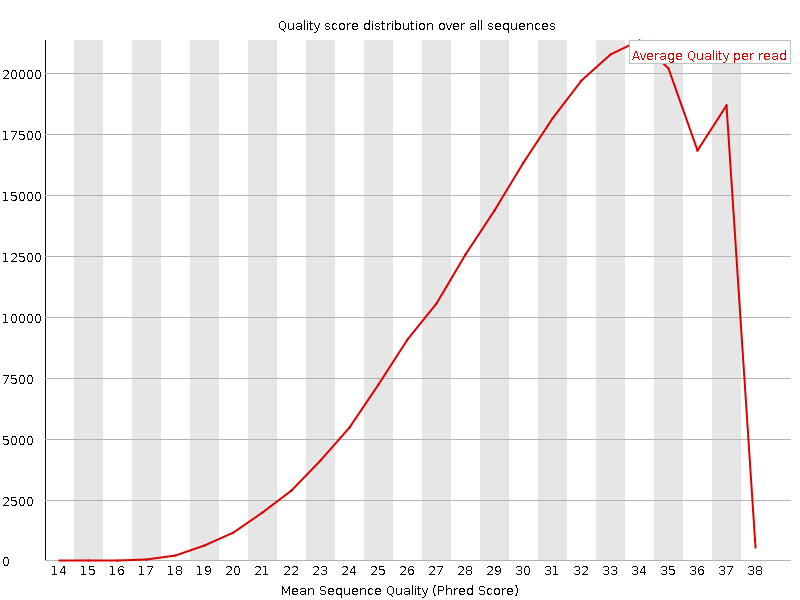 Quality score distribution over all sequences
Average Quality per read
20000
17500
15000
12500
10000
7500
5000
2500
0
14 15 16 17 18 19 20 21 22 23 24 25 26 27 28 29 30 31 32 33 34 35 36 37 38
Mean Sequence Quality (Phred Score)